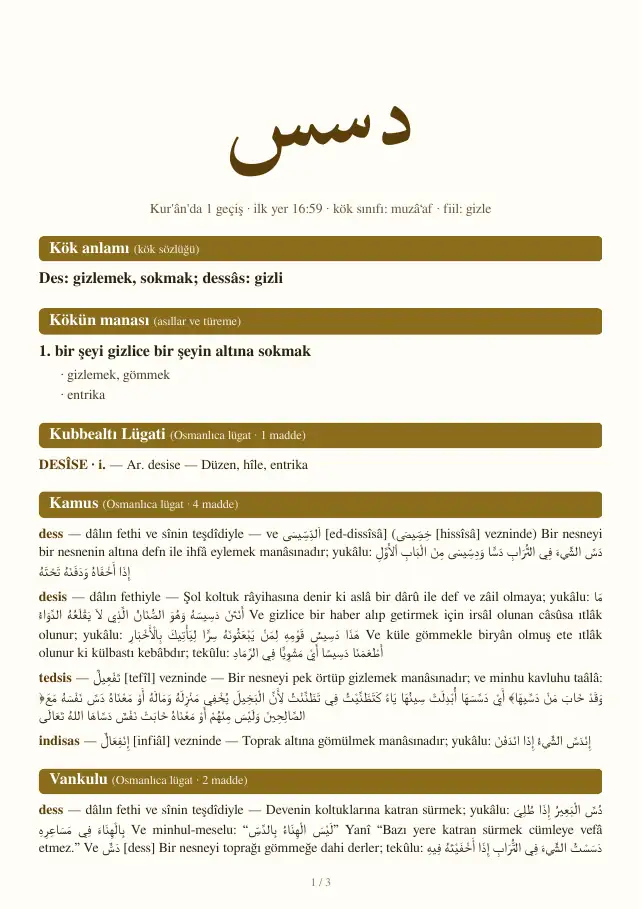 دسس
Kur'ân'da 1 geçiş · ilk yer 16:59 · kök sınıfı: muzâ'af · fiil: gizle
Kök anlamı (kök sözlüğü)
Des: gizlemek, sokmak; dessâs: gizli
Kökün manası (asıllar ve türeme)
1. bir şeyi gizlice bir şeyin altına sokmak
· gizlemek, gömmek
· entrika
Kubbealtı Lügati (Osmanlıca lügat · 1 madde)
DESÎSE · i. — Ar. desise — Düzen, hîle, entrika
Kamus (Osmanlıca lügat · 4 madde)
dess — dâlın fethi ve sînin teşdîdiyle — ve اَلدِّسِّيسَى [ed-dissîsâ] (خِصِّيصَى [hissîsâ] vezninde) Bir nesneyi
bir nesnenin altına defn ile ihfâ eylemek manâsınadır; yukâlu: دَسَّ الشَّيْءَ فِي التُّرَابِ دَسًّا وَدِسِّيسَى مِنَ الْبَابِ اْلأَوَّلِ
إِذَا أَخْفَاهُ وَدَفَنَهُ تَحْتَهُ
desis — dâlın fethiyle — Şol koltuk râyihasına denir ki aslâ bir dârû ile def ve zâil olmaya; yukâlu: مَا
أَنْتَنَ دَسِيسَهُ وَهُوَ الصُّنَانُ الَّذِي لاَ يَقْلَعُهُ الدَّوَاءُ Ve gizlice bir haber alıp getirmek için irsâl olunan câsûsa ıtlâk
olunur; yukâlu: هَذَا دَسِيسُ قَوْمِهِ لِمَنْ يَبْعَثُونَهُ سِرًّا لِيَأْتِيَكَ بِالْأَخْبَارِ Ve küle gömmekle biryân olmuş ete ıtlâk
olunur ki külbastı kebâbdır; tekûlu: أَطْعَمَنَا دَسِيسًا أَيْ مَشْوِيًّا فِي الرَّمَادِ
tedsis — تَفْعِيلٌ [tefîl] vezninde — Bir nesneyi pek örtüp gizlemek manâsınadır; ve minhu kavluhu taâlâ:
﴿وَقَدْ خَابَ مَنْ دَسَّيهَا﴾ أَيْ دَسَّسَهَا أُبْدِلَتْ سِينُهَا يَاءً كَتَظَنَّيْتُ فِي تَظَنَّنْتُ لِأَنَّ الْبَخِيلَ يُخْفِي مَنْزِلَهُ وَمَالَهُ أَوْ مَعْنَاهُ دَسَّ نَفْسَهُ مَعَ
الصَّالِحِينَ وَلَيْسَ مِنْهُمْ أَوْ مَعْنَاهُ خَابَتْ نَفْسٌ دَسَّاهَا اللهُ تَعَالَى
indisas — إِنْفِعَالٌ [infiâl] vezninde — Toprak altına gömülmek manâsınadır; yukâlu: إِنْدَسَّ الشَّيْءُ إِذَا انْدَفَنَ
Vankulu (Osmanlıca lügat · 2 madde)
dess — dâlın fethi ve sînin teşdîdiyle — Devenin koltuklarına katran sürmek; yukâlu: دُسَّ الْبَعِيرُ إِذَا طُلِيَ
بِالْهِنَاءِ فِي مَسَاعِرِهِ Ve minhul-meselu: “لَيْسَ الْهِنَاءُ بِالدَّسِّ” Yanî “Bazı yere katran sürmek cümleye vefâ
etmez.” Ve دَسٌّ [dess] Bir nesneyi toprağı gömmeğe dahi derler; tekûlu: دَسَسْتُ الشَّيْءَ فِي التُّرَابِ إِذَا أَخْفَيْتَهُ فِيهِ
1 / 3